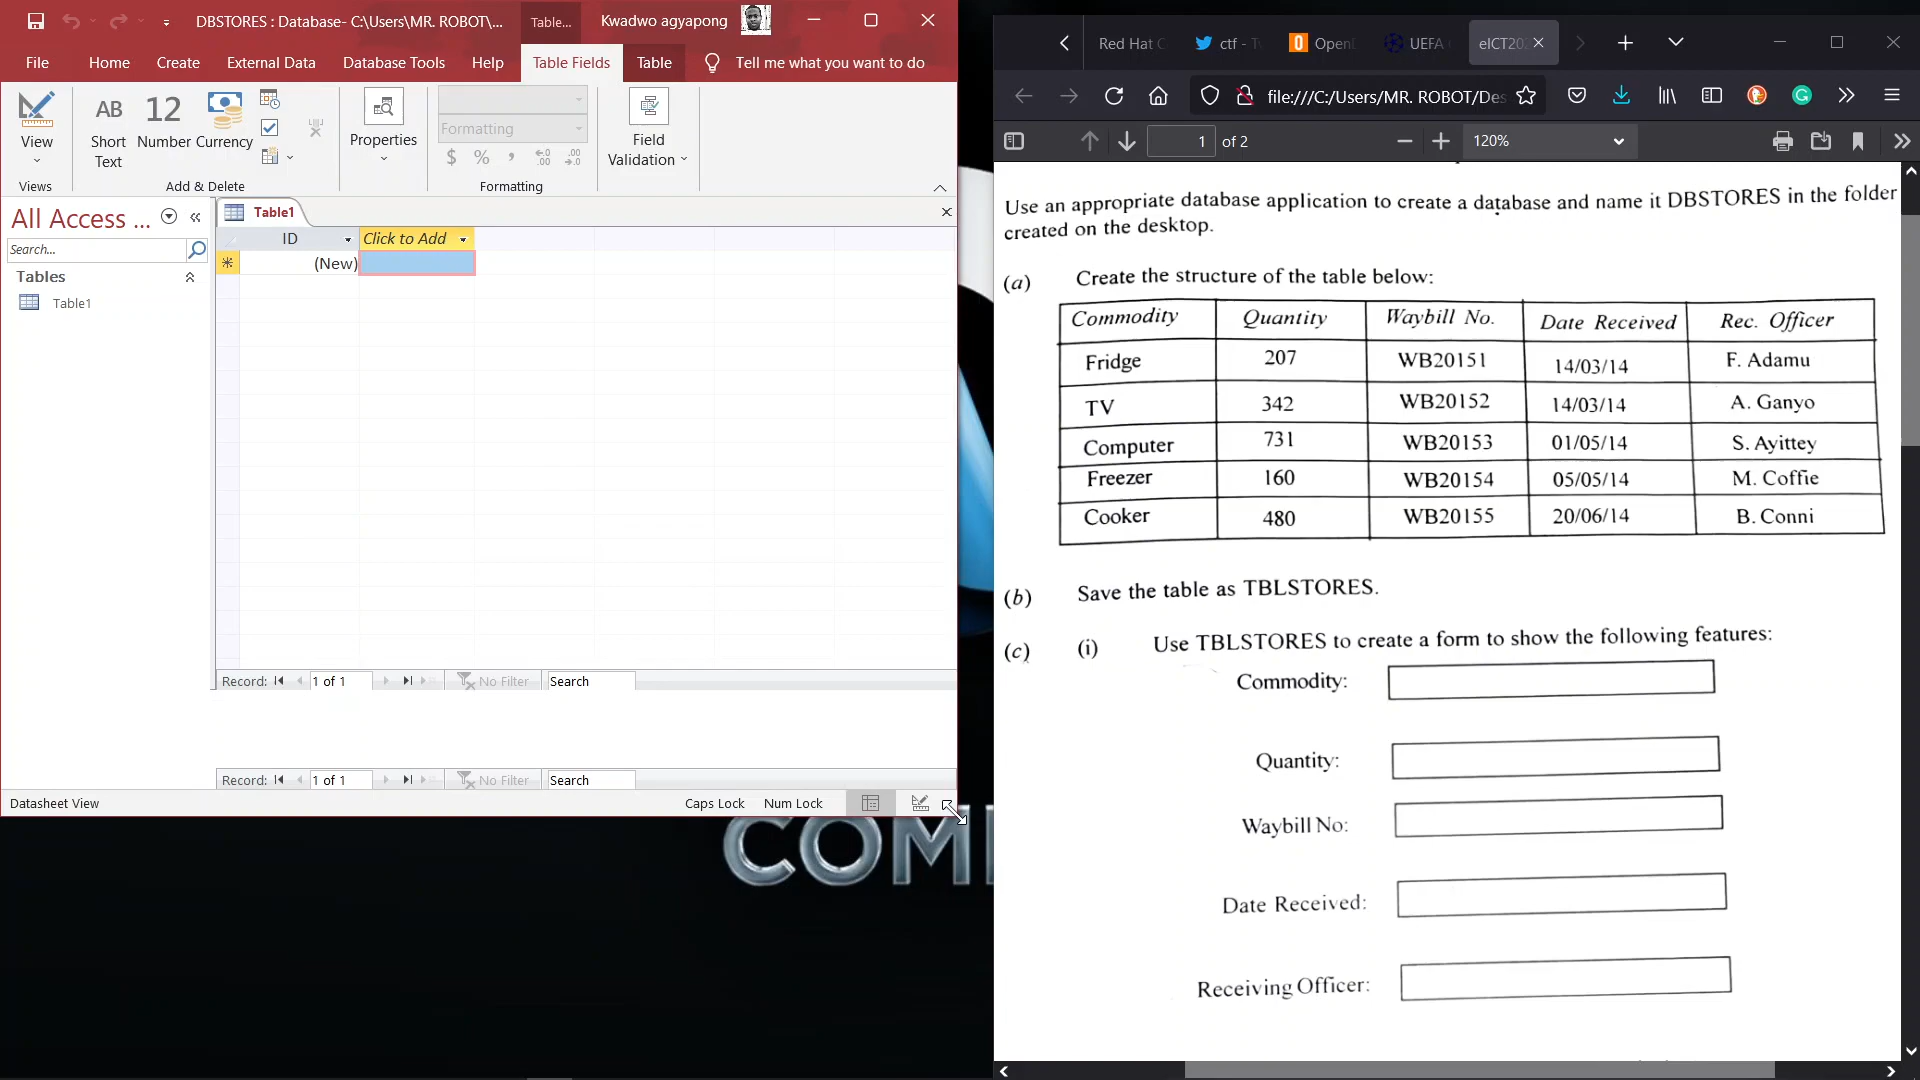 DBSTORES : Database- C:\Users\MR. ROBOT\...
Table...
Kwadwo agyapong
File
Home
Create
External Data
Database Tools
Help
Table Fields
Table
Tell me what you want to do
View
AB
Short
Text
12
Number
Currency
Properties
Formatting
$ % ,
Field
Validation
Views
Add & Delete
Formatting
All Access ...
Search...
Tables
Table1
Table1
ID
Click to Add
(New)
Record:
1 of 1
No Filter
Search
Record:
1 of 1
No Filter
Search
Datasheet View
Caps Lock
Num Lock
COM
Red Hat
ctf -
Open
UEFA
eICT20
file:///C:/Users/MR. ROBOT/Des
1 of 2
120%
Use an appropriate database application to create a database and name it DBSTORES in the folder
created on the desktop.
(a) Create the structure of the table below:
Commodity Quantity Waybill No. Date Received Rec. Officer
Fridge 207 WB20151 14/03/14 F. Adamu
TV 342 WB20152 14/03/14 A. Ganyo
Computer 731 WB20153 01/05/14 S. Ayittey
Freezer 160 WB20154 05/05/14 M. Coffie
Cooker 480 WB20155 20/06/14 B. Conni
(b) Save the table as TBLSTORES.
(c) (i) Use TBLSTORES to create a form to show the following features:
Commodity:
Quantity:
Waybill No:
Date Received:
Receiving Officer: